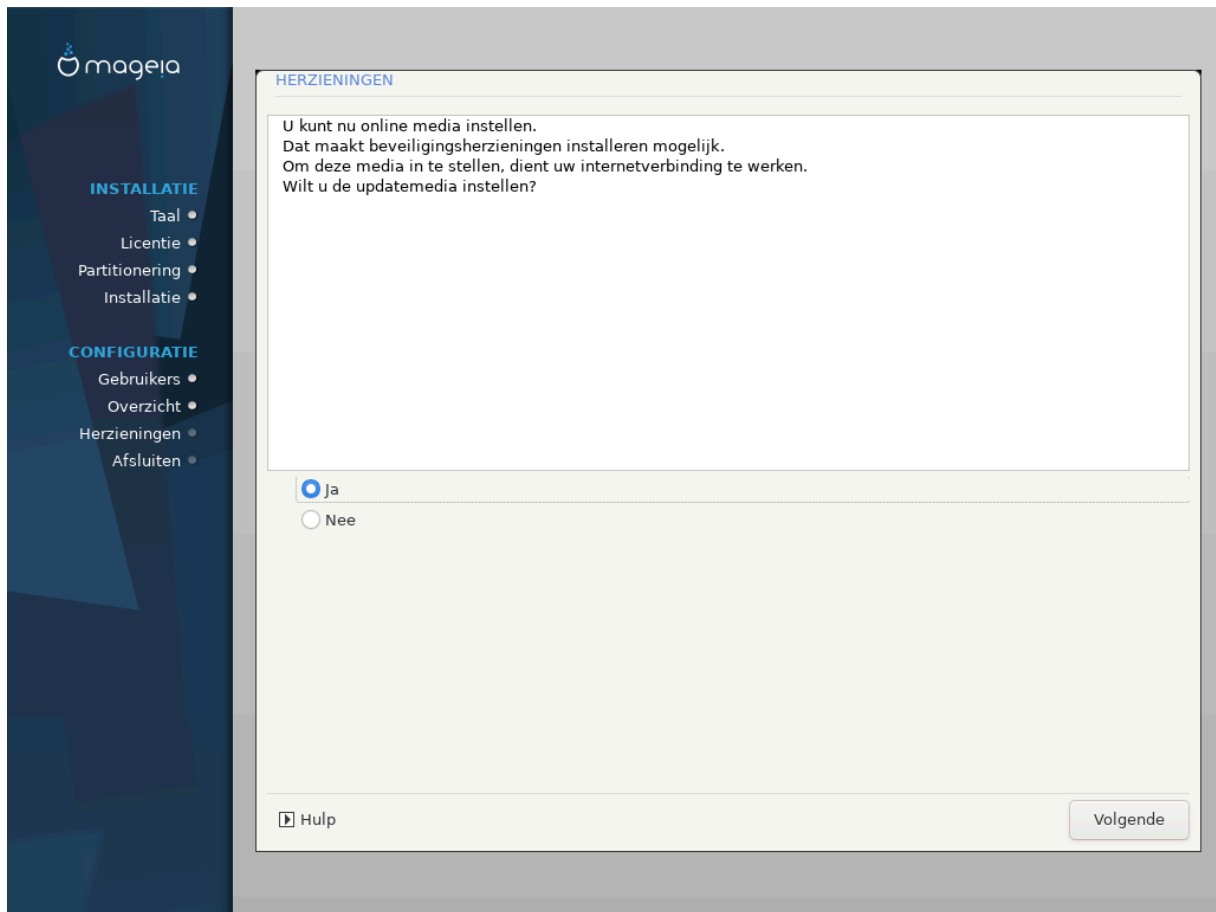 mageia
INSTALLATIE
Taal
Licentie
Partitionering
Installatie
CONFIGURATIE
Gebruikers
Overzicht
Herzieningen
Afsluiten
HERZIENINGEN
U kunt nu online media instellen.
Dat maakt beveiligingsherzieningen installeren mogelijk.
Om deze media in te stellen, dient uw internetverbinding te werken.
Wilt u de updatemedia instellen?
Ja
Nee
Hulp
Volgende